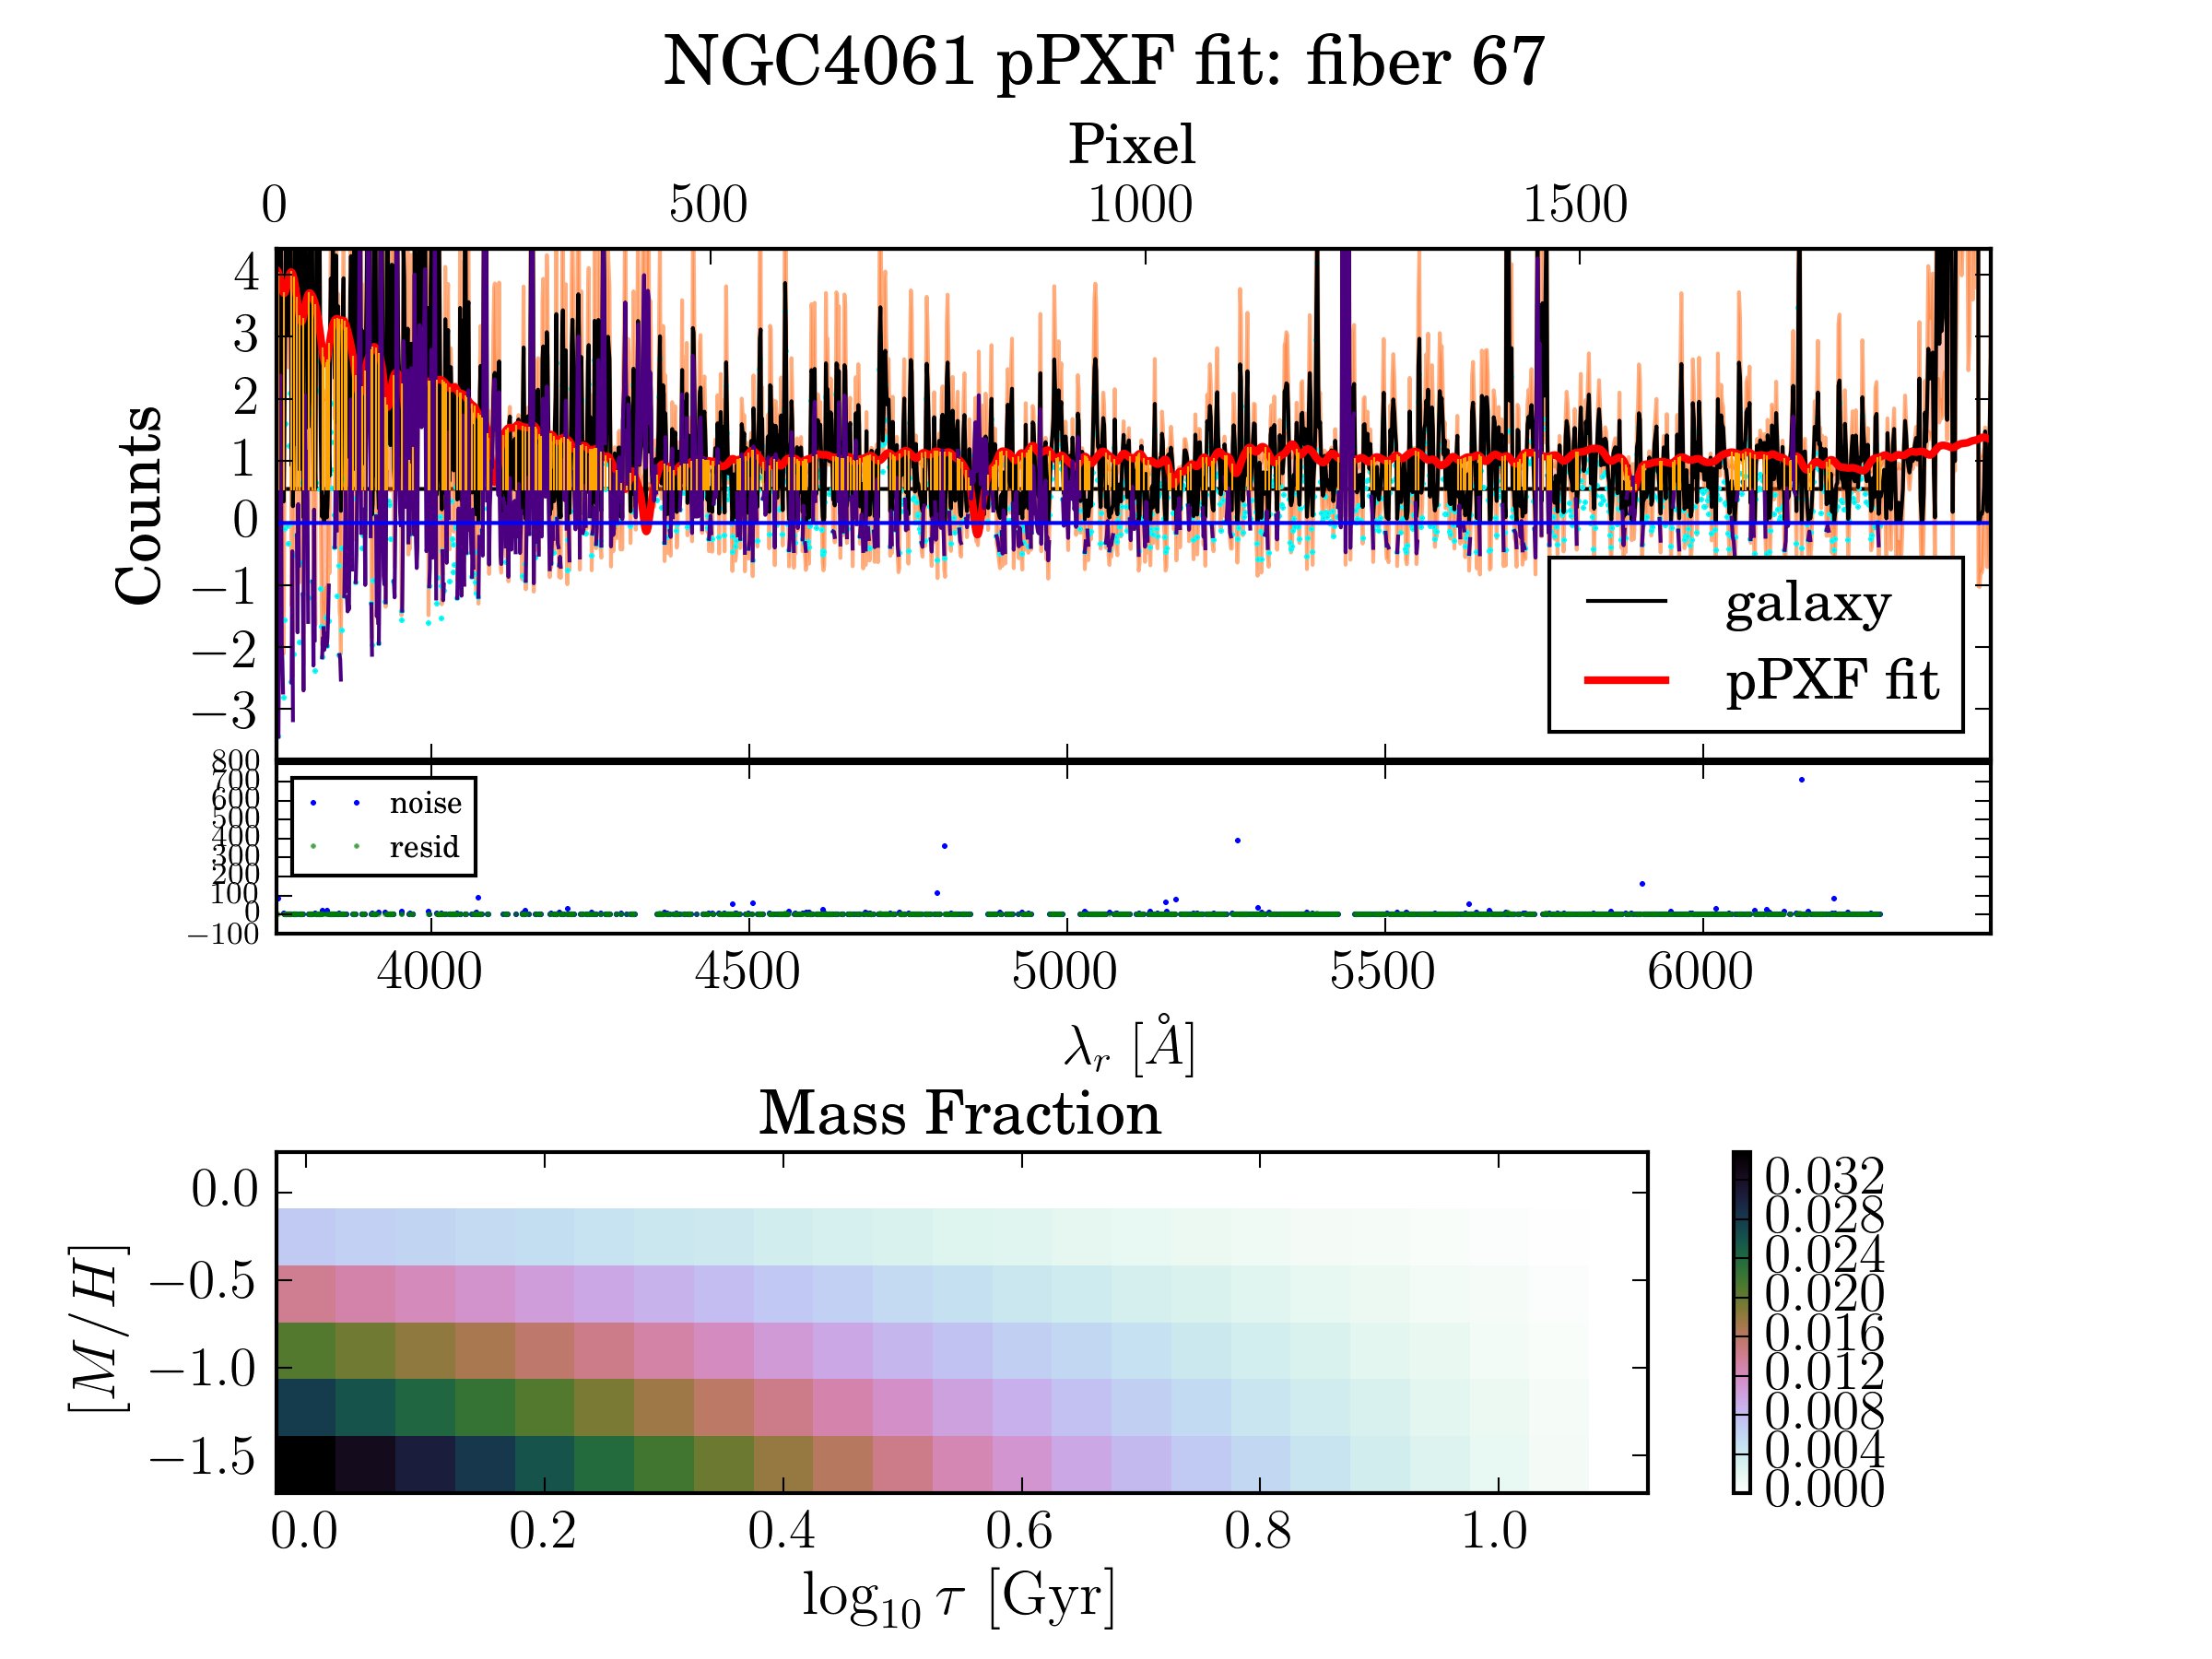 NGC4061 pPXF fit: fiber 67
Pixel
0 500 1000 1500
Counts
4
3
2
1
0
−1
−2
−3
galaxy
pPXF fit
800
700
600
500
400
300
200
100
0
−100
noise
resid
4000 4500 5000 5500 6000
λr [Å]
Mass Fraction
[M/H]
0.0
−0.5
−1.0
−1.5
0.032
0.028
0.024
0.020
0.016
0.012
0.008
0.004
0.000
0.0 0.2 0.4 0.6 0.8 1.0
log10 τ [Gyr]